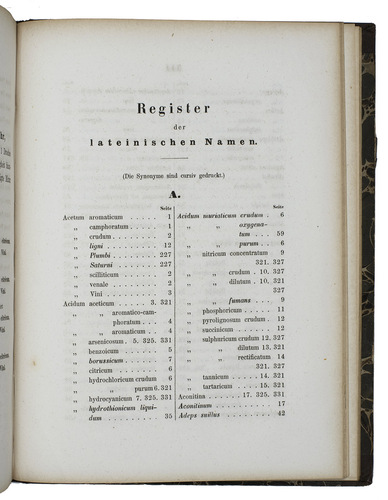 Register
der
lateinischen Namen.
(Die Synonyme sind cursiv gedruckt.)
A.
Seite
Acetum aromaticum . . . . . 1
„ camphoratum . . . . 1
„ crudum . . . . . . . 2
„ ligni . . . . . . . . 12
„ Plumbi . . . . . . 227
„ Saturni . . . . . . 227
„ scilliticum . . . . . 2
„ venale . . . . . . . 2
„ Vini . . . . . . . . 3
Acidum aceticum . . . . 3, 321
„ „ aromatico-cam-
phoratum . . 4
„ „ aromaticum . . 4
„ arsenicosum . 5, 325, 331
„ benzoicum . . . . . 5
„ borussicum . . . . . 7
„ citricum . . . . . . 6
„ hydrochloricum crudum 6
„ „ purum 6. 321
„ hydrocyanicum 7, 325, 331
„ hydrothionicum liqui-
dum . . . . . . 35
Seite
Acidum muriaticum crudum . 6
„ „ oxygena-
tum . . 59
„ „ purum . . 6
„ nitricum concentratum 9
321. 327
„ „ crudum . 10, 327
„ „ dilutum . 10, 321
327
„ „ fumans . . . 9
„ phosphoricum . . . 11
„ pyrolignosum crudum . 12
„ succinicum . . . . . 12
„ sulphuricum crudum 12, 327
„ „ dilutum 13, 321
„ „ rectificatum 14
321, 327
„ tannicum . . . . 14, 321
„ tartaricum . . . 15, 321
Aconitina . . . 17. 325, 331
Aconitinum . . . . . . . . 17
Adeps suillus . . . . . . . 42